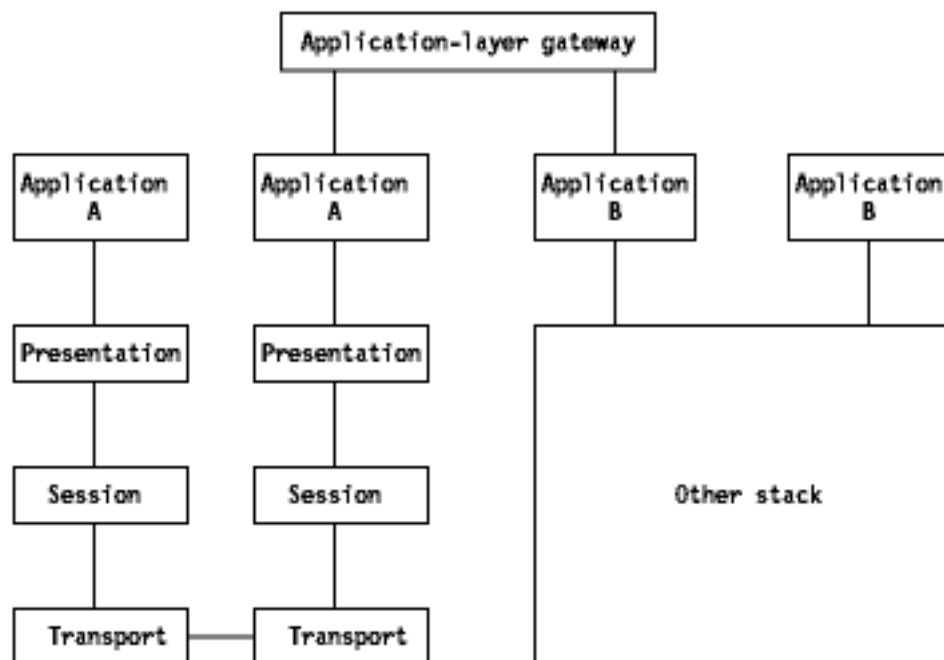 Application-layer gateway
Application
A
Application
A
Application
B
Application
B
Presentation
Presentation
Session
Session
Other stack
Transport
Transport